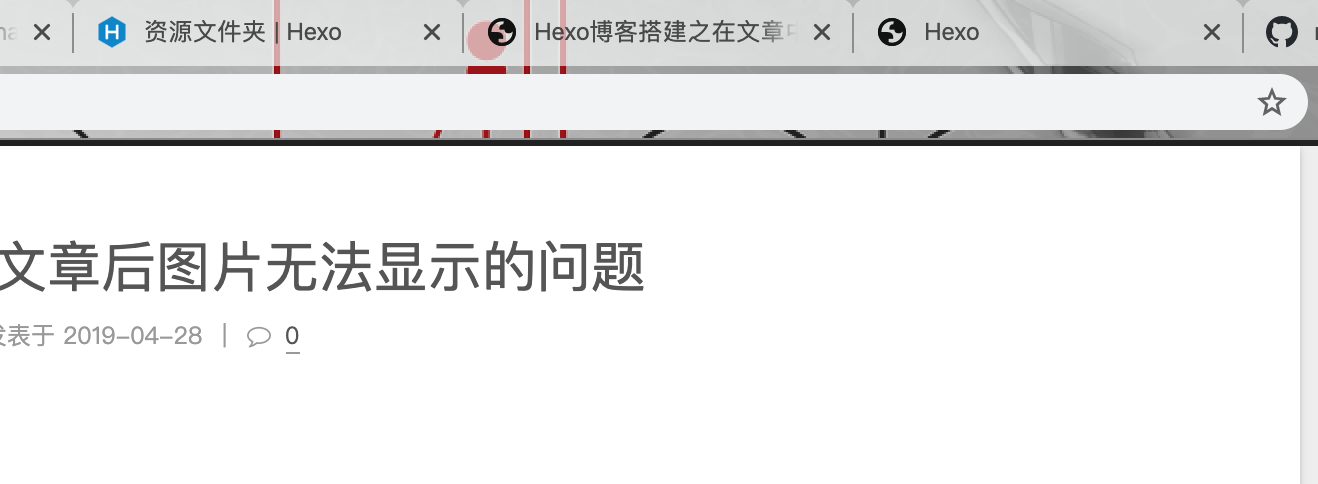 资源文件夹 | Hexo
Hexo博客搭建之在文章
Hexo
文章后图片无法显示的问题
发表于 2019-04-28 | 0